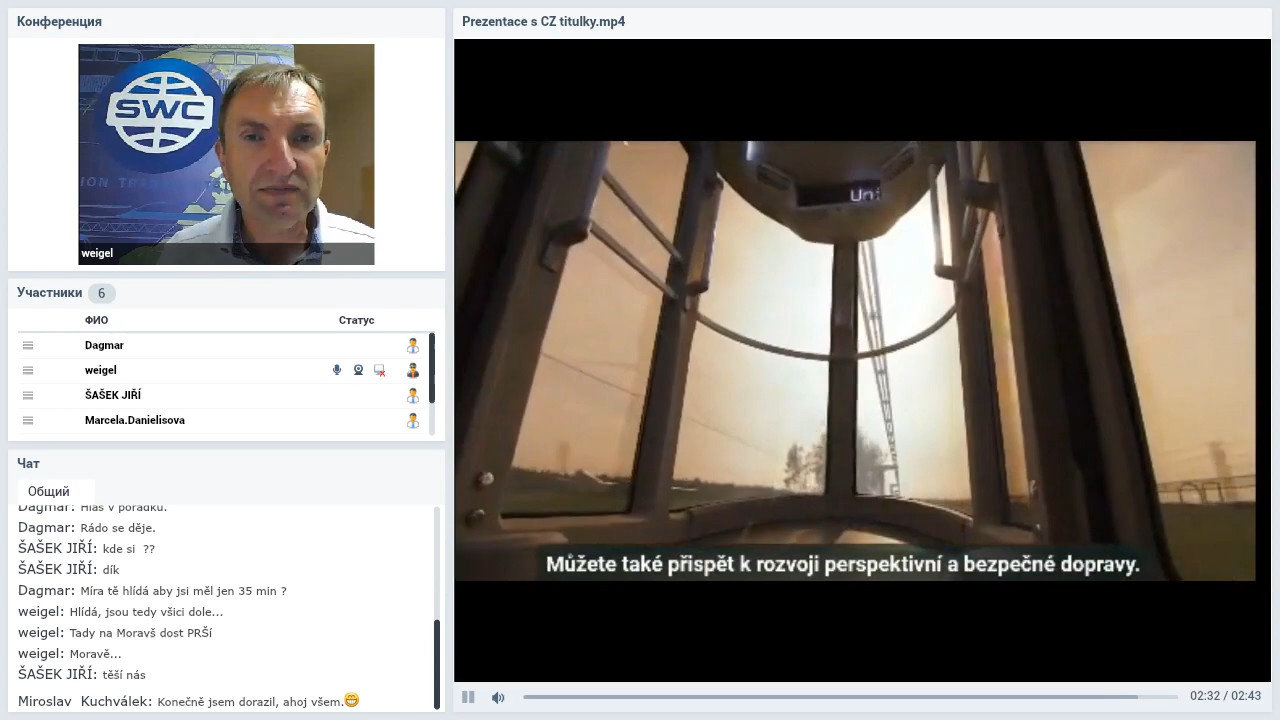 Конференция
SWC
ION TRANS
weigel
Участники 6
ФИО Статус
Dagmar
weigel
ŠAŠEK JIŘÍ
Marcela.Danielisova
Чат
Общий
Dagmar: Hlas v pořádku.
Dagmar: Rádo se děje.
ŠAŠEK JIŘÍ: kde si ??
ŠAŠEK JIŘÍ: dík
Dagmar: Míra tě hlídá aby jsi měl jen 35 min ?
weigel: Hlídá, jsou tedy všici dole...
weigel: Tady na Moravš dost PRŠí
weigel: Moravě...
ŠAŠEK JIŘÍ: těší nás
Miroslav Kuchválek: Konečně jsem dorazil, ahoj všem.😁
Prezentace s CZ titulky.mp4
Uni
Můžete také přispět k rozvoji perspektivní a bezpečné dopravy.
02:32 / 02:43